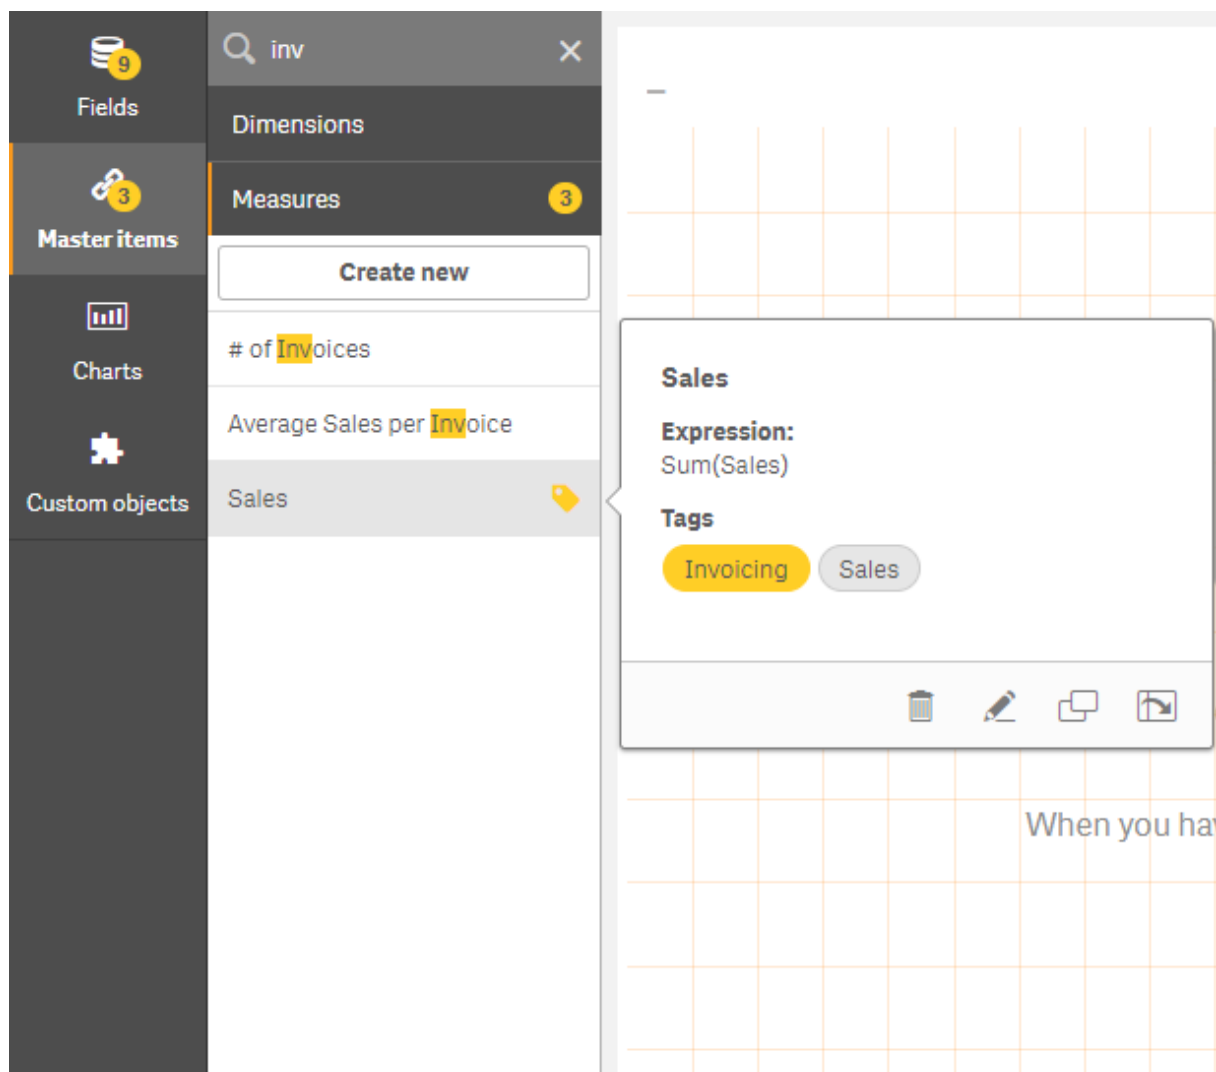 9
Fields
3
Master items
Charts
Custom objects
inv
Dimensions
Measures 3
Create new
# of Invoices
Average Sales per Invoice
Sales
Sales
Expression:
Sum(Sales)
Tags
Invoicing Sales
When you ha